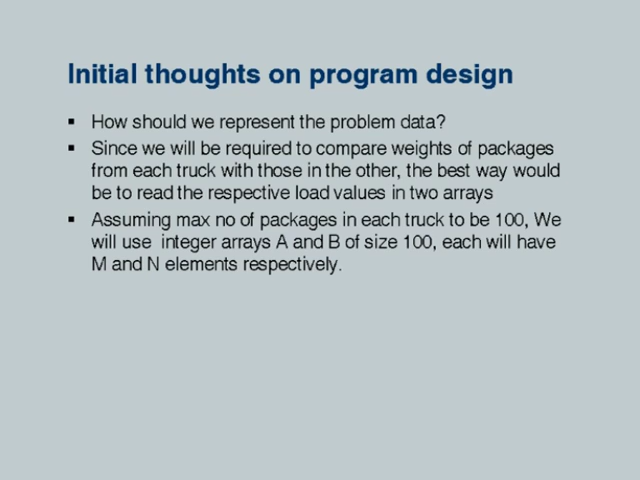 Initial thoughts on program design
▪ How should we represent the problem data?
▪ Since we will be required to compare weights of packages
from each truck with those in the other, the best way would
be to read the respective load values in two arrays
▪ Assuming max no of packages in each truck to be 100, We
will use integer arrays A and B of size 100, each will have
M and N elements respectively.